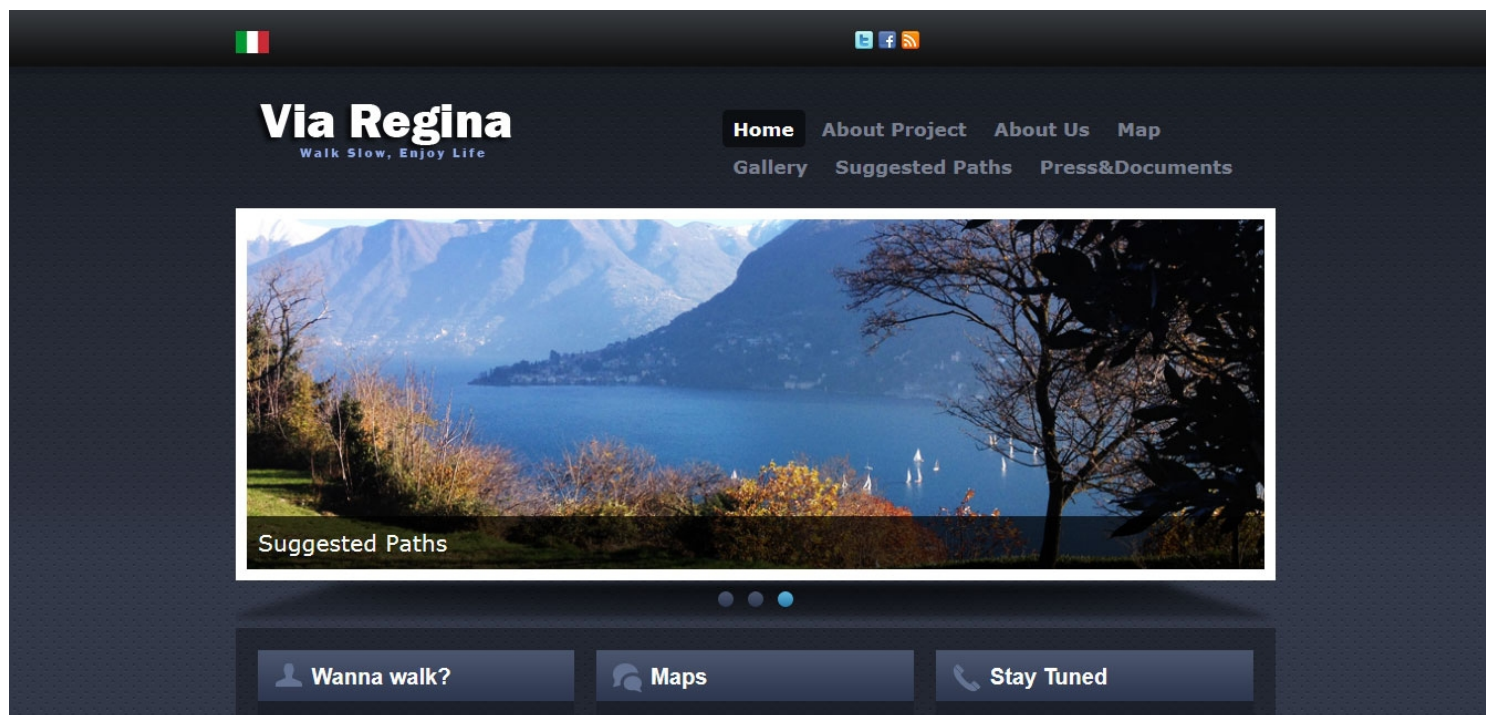 Via Regina
Walk Slow, Enjoy Life
Home About Project About Us Map
Gallery Suggested Paths Press&Documents
Suggested Paths
Wanna walk? Maps Stay Tuned